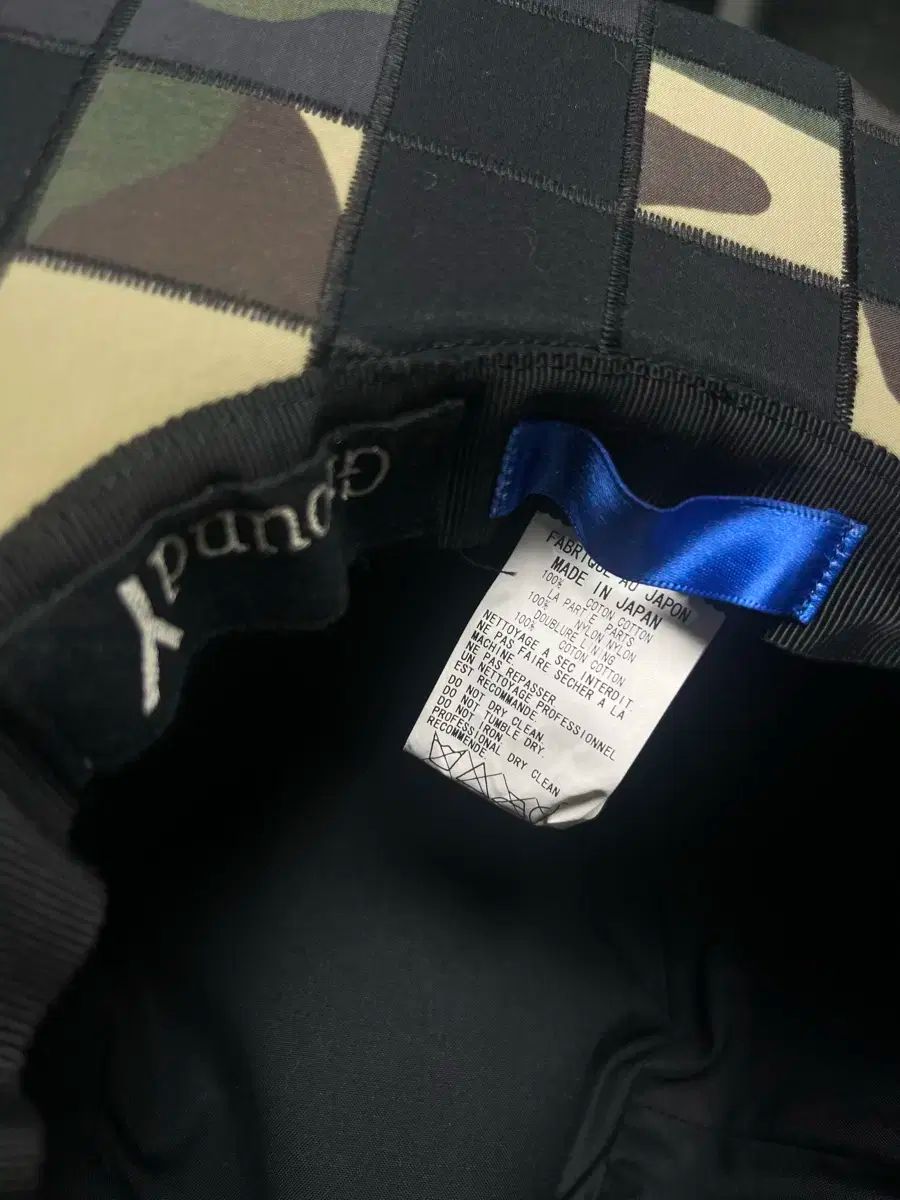 Ground Y
FABRIQUE AU JAPON
MADE IN JAPAN
100% COTON COTTON
LA PARTIE PARTS
100% NYLON NYLON
DOUBLURE LINING
100% COTON COTTON
NETTOYAGE A SEC INTERDIT.
NE PAS FAIRE SECHER A LA
MACHINE.
NE PAS REPASSER
UN NETTOYAGE PROFESSIONNEL
EST RECOMMANDE.
DO NOT DRY CLEAN.
DO NOT TUMBLE DRY.
DO NOT IRON.
PROFESSIONAL DRY CLEAN
RECOMMENDE.